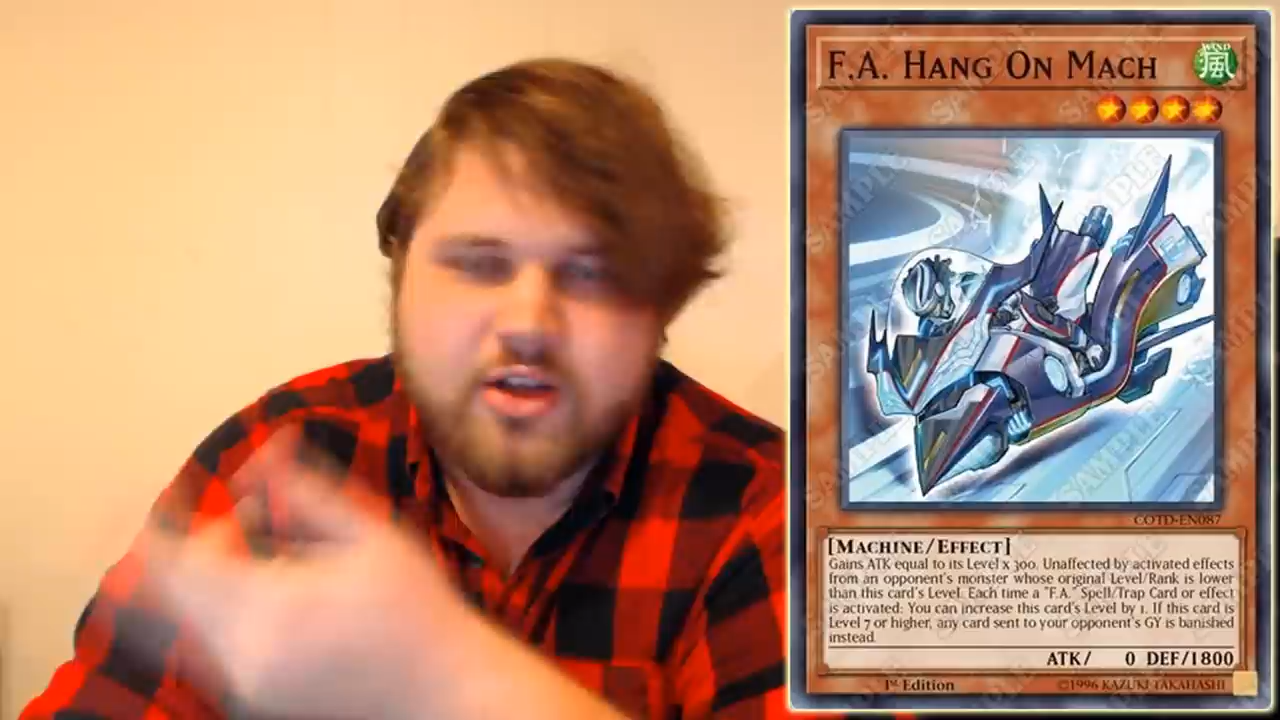 F.A. Hang On Mach
WIND
風
COTD-EN087
[Machine/Effect]
Gains ATK equal to its Level x 300. Unaffected by activated effects
from an opponent's monster whose original Level/Rank is lower
than this card's Level. Each time a "F.A." Spell/Trap Card or effect
is activated: You can increase this card's Level by 1. If this card is
Level 7 or higher, any card sent to your opponent's GY is banished
instead.
ATK/ 0 DEF/1800
1st Edition
©1996 KAZUKI TAKAHASHI
SAMPLE